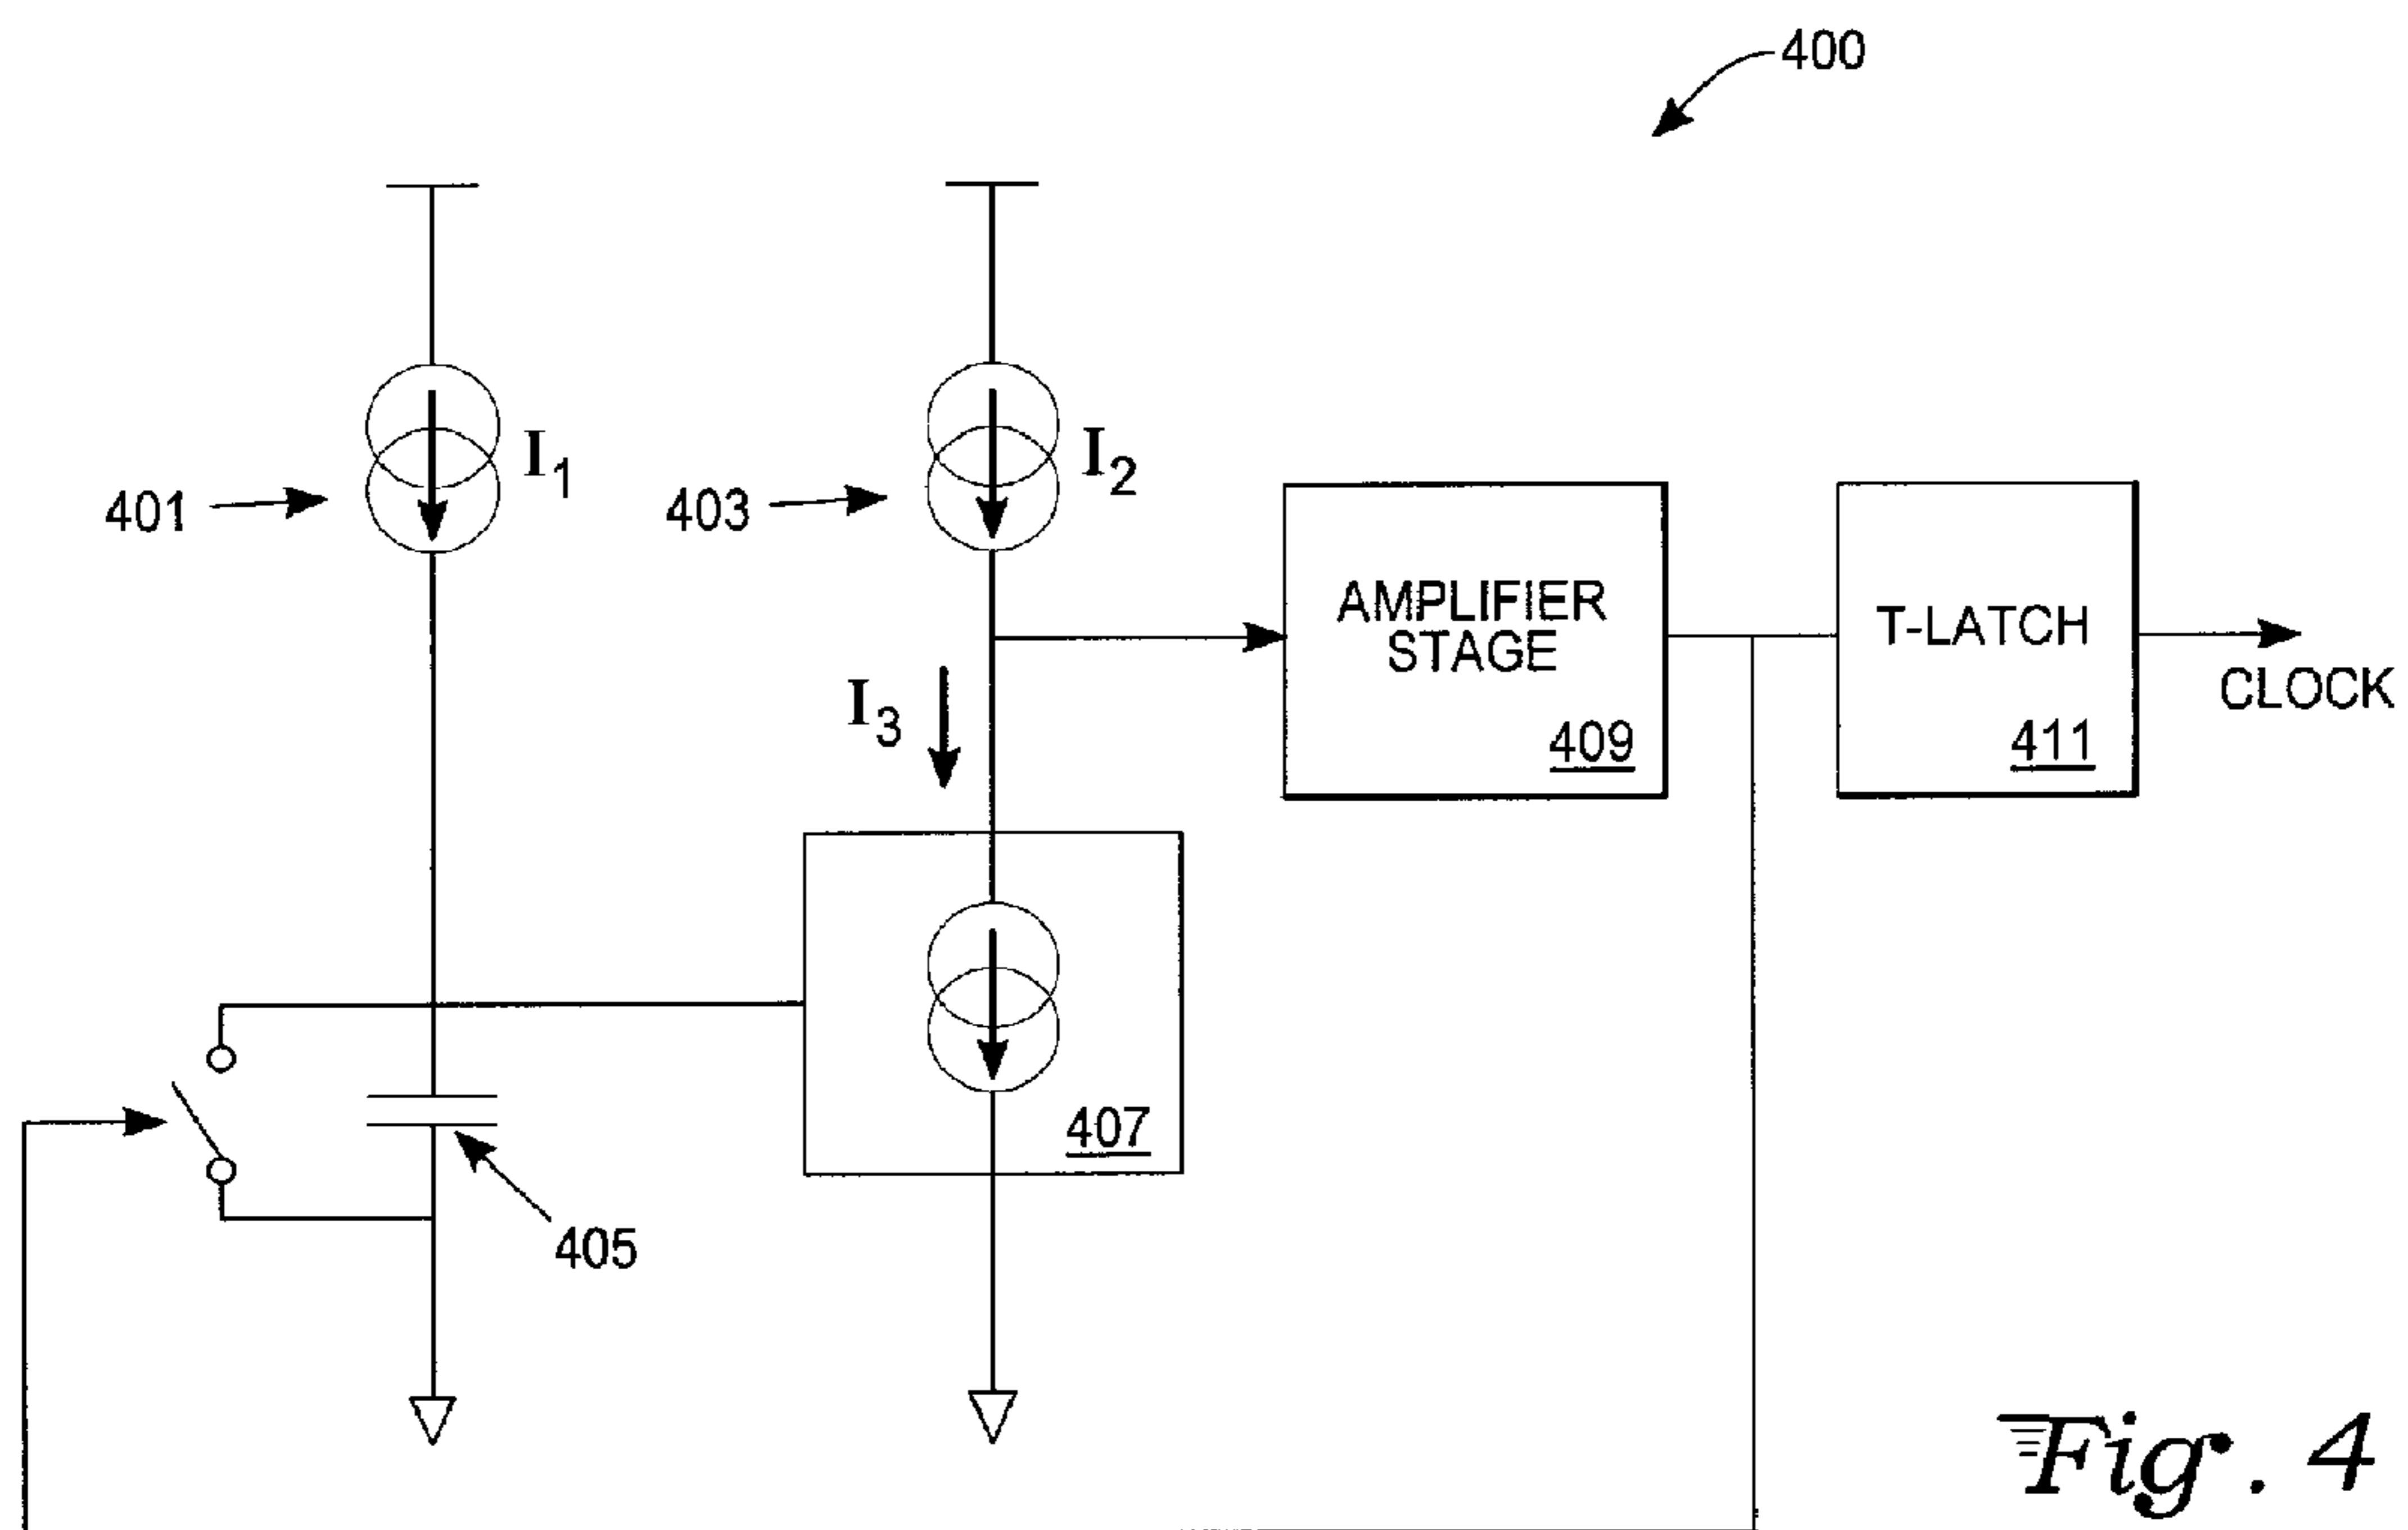 400
I1
401
I2
403
AMPLIFIER
STAGE
409
T-LATCH
411
CLOCK
I3
407
405
Fig. 4